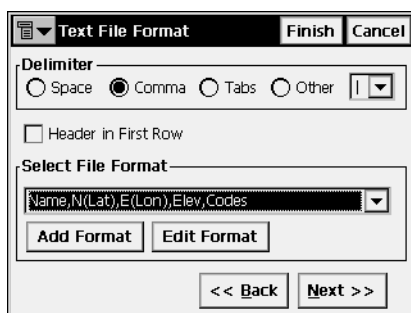 Text File Format Finish Cancel
Delimiter
Space Comma Tabs Other |
Header in First Row
Select File Format
Name,N(Lat),E(Lon),Elev,Codes
Add Format Edit Format
<< Back Next >>